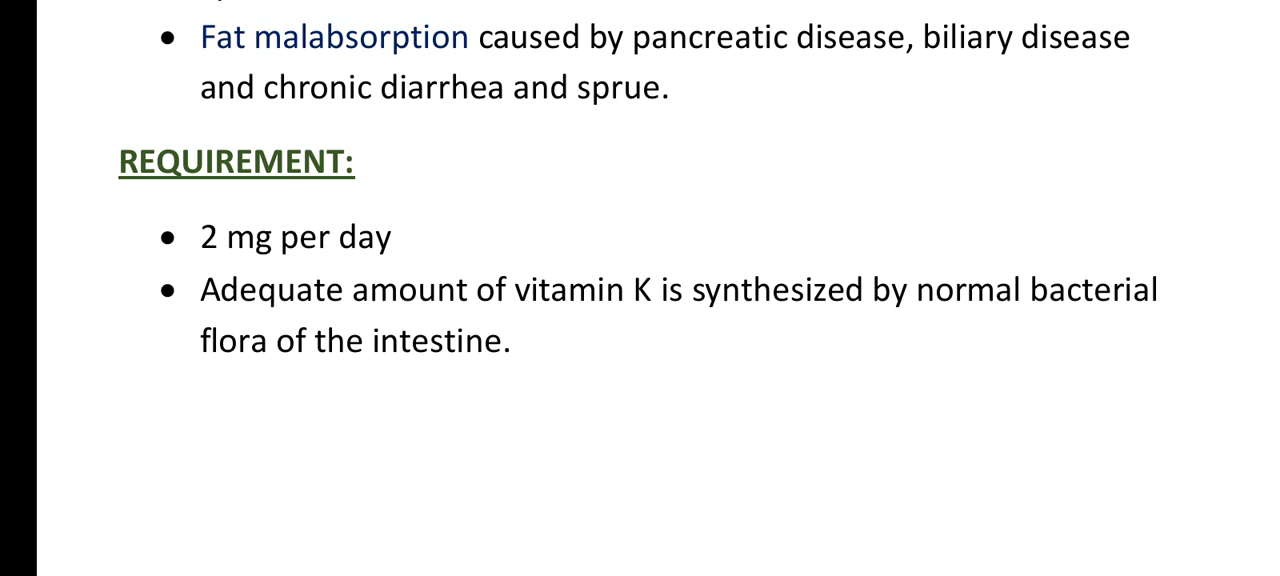 • Fat malabsorption caused by pancreatic disease, biliary disease
and chronic diarrhea and sprue.
REQUIREMENT:
• 2 mg per day
• Adequate amount of vitamin K is synthesized by normal bacterial
flora of the intestine.